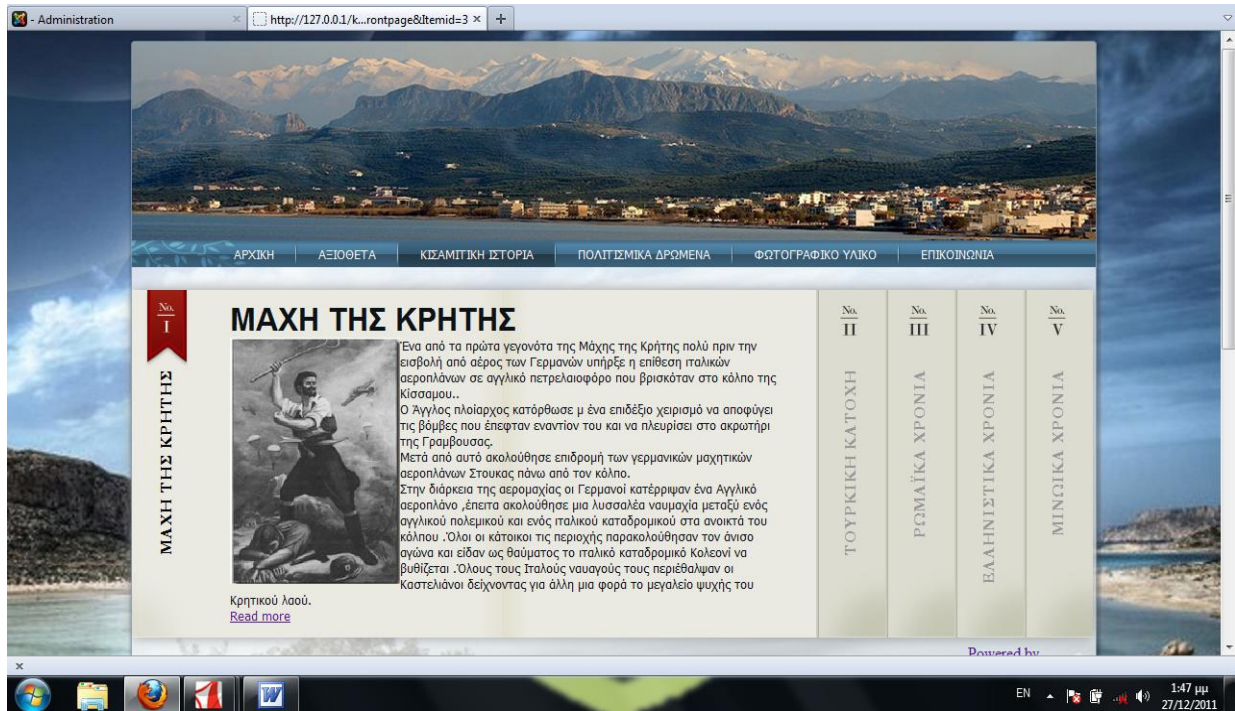 - Administration
http://127.0.0.1/k...rontpage&Itemid=3
ΑΡΧΙΚΗ
ΑΞΙΟΘΕΤΑ
ΚΙΣΑΜΙΤΙΚΗ ΙΣΤΟΡΙΑ
ΠΟΛΙΤΙΣΜΙΚΑ ΔΡΩΜΕΝΑ
ΦΩΤΟΓΡΑΦΙΚΟ ΥΛΙΚΟ
ΕΠΙΚΟΙΝΩΝΙΑ
No.
I
ΜΑΧΗ ΤΗΣ ΚΡΗΤΗΣ
ΜΑΧΗ ΤΗΣ ΚΡΗΤΗΣ
Ένα από τα πρώτα γεγονότα της Μάχης της Κρήτης πολύ πριν την
εισβολή από αέρος των Γερμανών υπήρξε η επίθεση ιταλικών
αεροπλάνων σε αγγλικό πετρελαιοφόρο που βρισκόταν στο κόλπο της
Κίσσαμου..
Ο Άγγλος πλοίαρχος κατόρθωσε μ ένα επιδέξιο χειρισμό να αποφύγει
τις βόμβες που έπεφταν εναντίον του και να πλευρίσει στο ακρωτήρι
της Γραμβουσας.
Μετά από αυτό ακολούθησε επιδρομή των γερμανικών μαχητικών
αεροπλάνων Στουκας πάνω από τον κόλπο.
Στην διάρκεια της αερομαχίας οι Γερμανοί κατέρριψαν ένα Αγγλικό
αεροπλάνο ,έπειτα ακολούθησε μια λυσσαλέα ναυμαχία μεταξύ ενός
αγγλικού πολεμικού και ενός ιταλικού καταδρομικού στα ανοικτά του
κόλπου .Όλοι οι κάτοικοι τις περιοχής παρακολούθησαν τον άνισο
αγώνα και είδαν ως θαύματος το ιταλικό καταδρομικό Κολεονί να
βυθίζεται .Όλους τους Ιταλούς ναυαγούς τους περιέθαλψαν οι
Καστελιάνοι δείχνοντας για άλλη μια φορά το μεγαλείο ψυχής του
Κρητικού λαού.
Read more
No.
II
ΤΟΥΡΚΙΚΗ ΚΑΤΟΧΗ
No.
III
ΡΩΜΑΪΚΑ ΧΡΟΝΙΑ
No.
IV
ΕΛΛΗΝΙΣΤΙΚΑ ΧΡΟΝΙΑ
No.
V
ΜΙΝΩΙΚΑ ΧΡΟΝΙΑ
Powered by
EN
1:47 μμ
27/12/2011